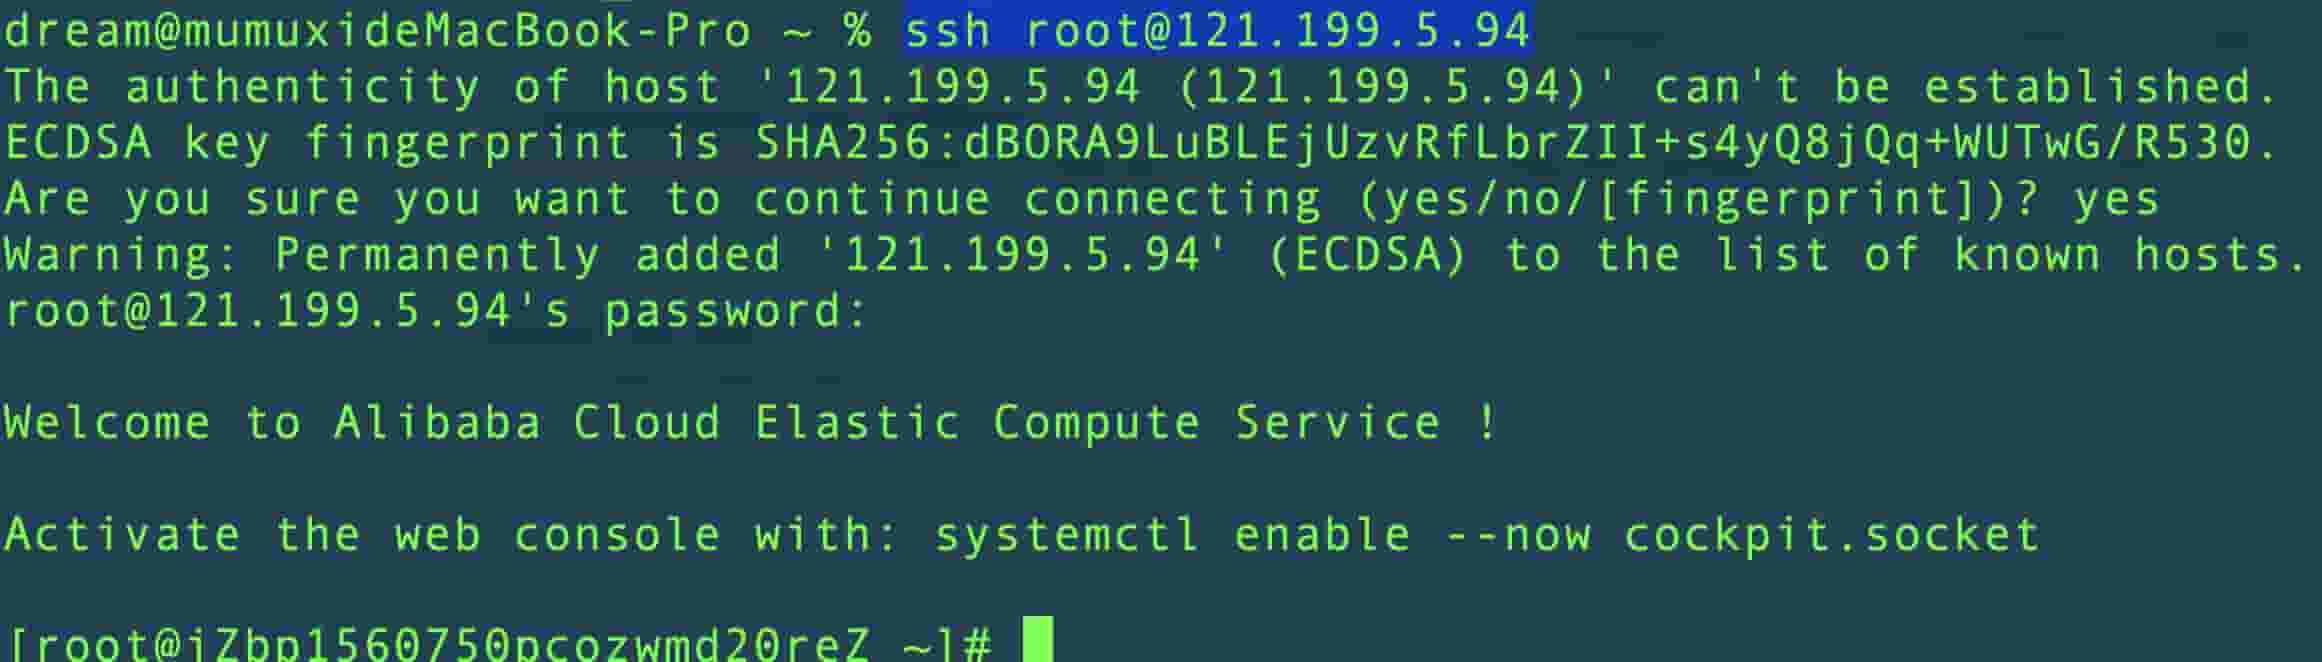 dream@mumuxideMacBook-Pro ~ % ssh root@121.199.5.94
The authenticity of host '121.199.5.94 (121.199.5.94)' can't be established.
ECDSA key fingerprint is SHA256:dBORA9LuBLEjUzvRfLbrZII+s4yQ8jQq+WUTwG/R530.
Are you sure you want to continue connecting (yes/no/[fingerprint])? yes
Warning: Permanently added '121.199.5.94' (ECDSA) to the list of known hosts.
root@121.199.5.94's password:
Welcome to Alibaba Cloud Elastic Compute Service !
Activate the web console with: systemctl enable --now cockpit.socket
[root@iZbp1560750pcozwmd20reZ ~]#